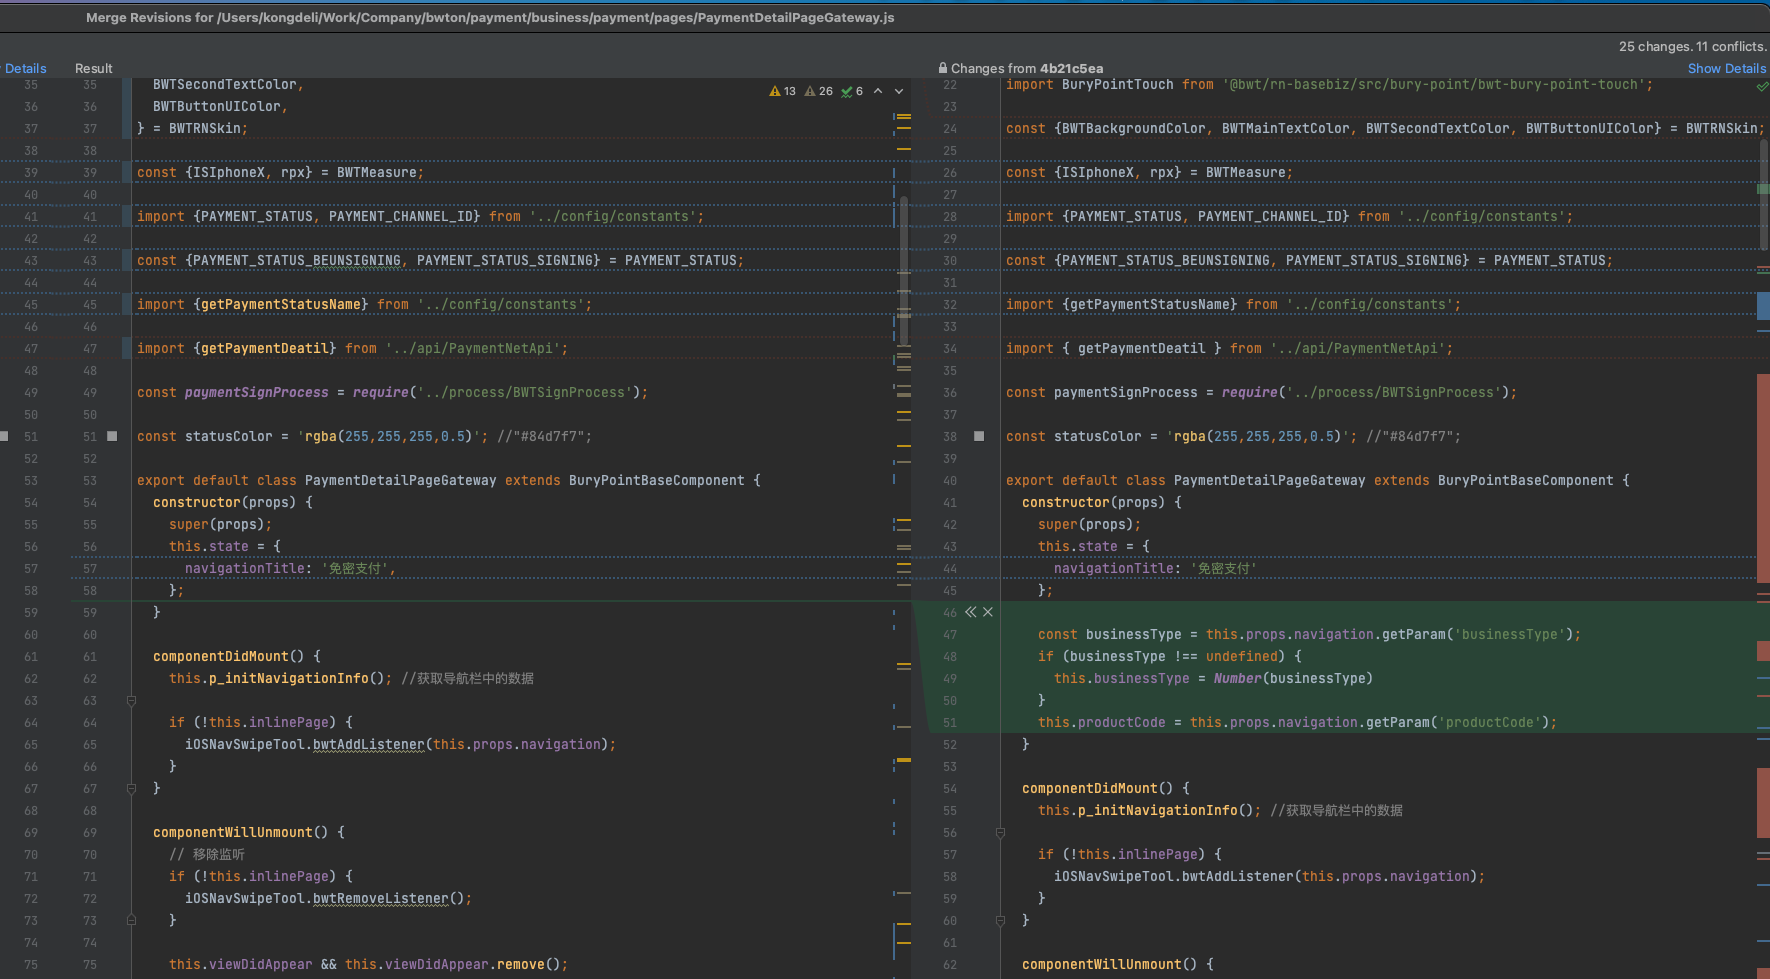 Merge Revisions for /Users/kongdeli/Work/Company/bwton/payment/business/payment/pages/PaymentDetailPageGateway.js
25 changes. 11 conflicts.
Details
Result
Changes from 4b21c5ea
Show Details
13 26 6
35 35 BWTSecondTextColor,
36 36 BWTButtonUIColor,
37 37 } = BWTRNSkin;
38 38
39 39 const {ISIphoneX, rpx} = BWTMeasure;
40 40
41 41 import {PAYMENT_STATUS, PAYMENT_CHANNEL_ID} from '../config/constants';
42 42
43 43 const {PAYMENT_STATUS_BEUNSIGNING, PAYMENT_STATUS_SIGNING} = PAYMENT_STATUS;
44 44
45 45 import {getPaymentStatusName} from '../config/constants';
46 46
47 47 import {getPaymentDeatil} from '../api/PaymentNetApi';
48 48
49 49 const paymentSignProcess = require('../process/BWTSignProcess');
50 50
51 51 const statusColor = 'rgba(255,255,255,0.5)'; //"#84d7f7";
52 52
53 53 export default class PaymentDetailPageGateway extends BuryPointBaseComponent {
54 54 constructor(props) {
55 55 super(props);
56 56 this.state = {
57 57 navigationTitle: '免密支付',
58 58 };
59 59 }
60 60
61 61 componentDidMount() {
62 62 this.p_initNavigationInfo(); //获取导航栏中的数据
63 63
64 64 if (!this.inlinePage) {
65 65 iOSNavSwipeTool.bwtAddListener(this.props.navigation);
66 66 }
67 67 }
68 68
69 69 componentWillUnmount() {
70 70 // 移除监听
71 71 if (!this.inlinePage) {
72 72 iOSNavSwipeTool.bwtRemoveListener();
73 73 }
74 74
75 75 this.viewDidAppear && this.viewDidAppear.remove();
22 import BuryPointTouch from '@bwt/rn-basebiz/src/bury-point/bwt-bury-point-touch';
23
24 const {BWTBackgroundColor, BWTMainTextColor, BWTSecondTextColor, BWTButtonUIColor} = BWTRNSkin;
25
26 const {ISIphoneX, rpx} = BWTMeasure;
27
28 import {PAYMENT_STATUS, PAYMENT_CHANNEL_ID} from '../config/constants';
29
30 const {PAYMENT_STATUS_BEUNSIGNING, PAYMENT_STATUS_SIGNING} = PAYMENT_STATUS;
31
32 import {getPaymentStatusName} from '../config/constants';
33
34 import { getPaymentDeatil } from '../api/PaymentNetApi';
35
36 const paymentSignProcess = require('../process/BWTSignProcess');
37
38 const statusColor = 'rgba(255,255,255,0.5)'; //"#84d7f7";
39
40 export default class PaymentDetailPageGateway extends BuryPointBaseComponent {
41 constructor(props) {
42 super(props);
43 this.state = {
44 navigationTitle: '免密支付'
45 };
46
47 const businessType = this.props.navigation.getParam('businessType');
48 if (businessType !== undefined) {
49 this.businessType = Number(businessType)
50 }
51 this.productCode = this.props.navigation.getParam('productCode');
52 }
53
54 componentDidMount() {
55 this.p_initNavigationInfo(); //获取导航栏中的数据
56
57 if (!this.inlinePage) {
58 iOSNavSwipeTool.bwtAddListener(this.props.navigation);
59 }
60 }
61
62 componentWillUnmount() {